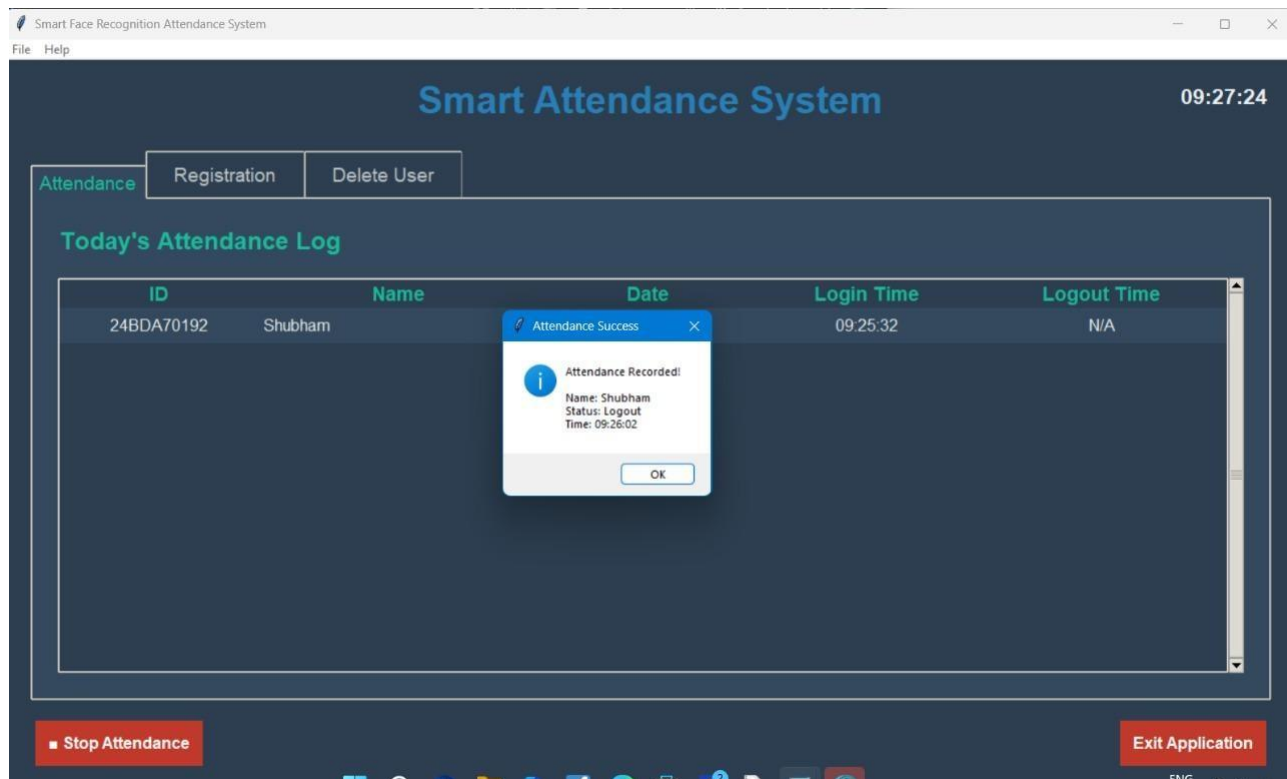 Smart Face Recognition Attendance System
File Help
Smart Attendance System
09:27:24
Attendance Registration Delete User
Today's Attendance Log
ID Name Date Login Time Logout Time
24BDA70192 Shubham 09:25:32 N/A
Attendance Success
Attendance Recorded!
Name: Shubham
Status: Logout
Time: 09:26:02
OK
■ Stop Attendance
Exit Application
2
ENG